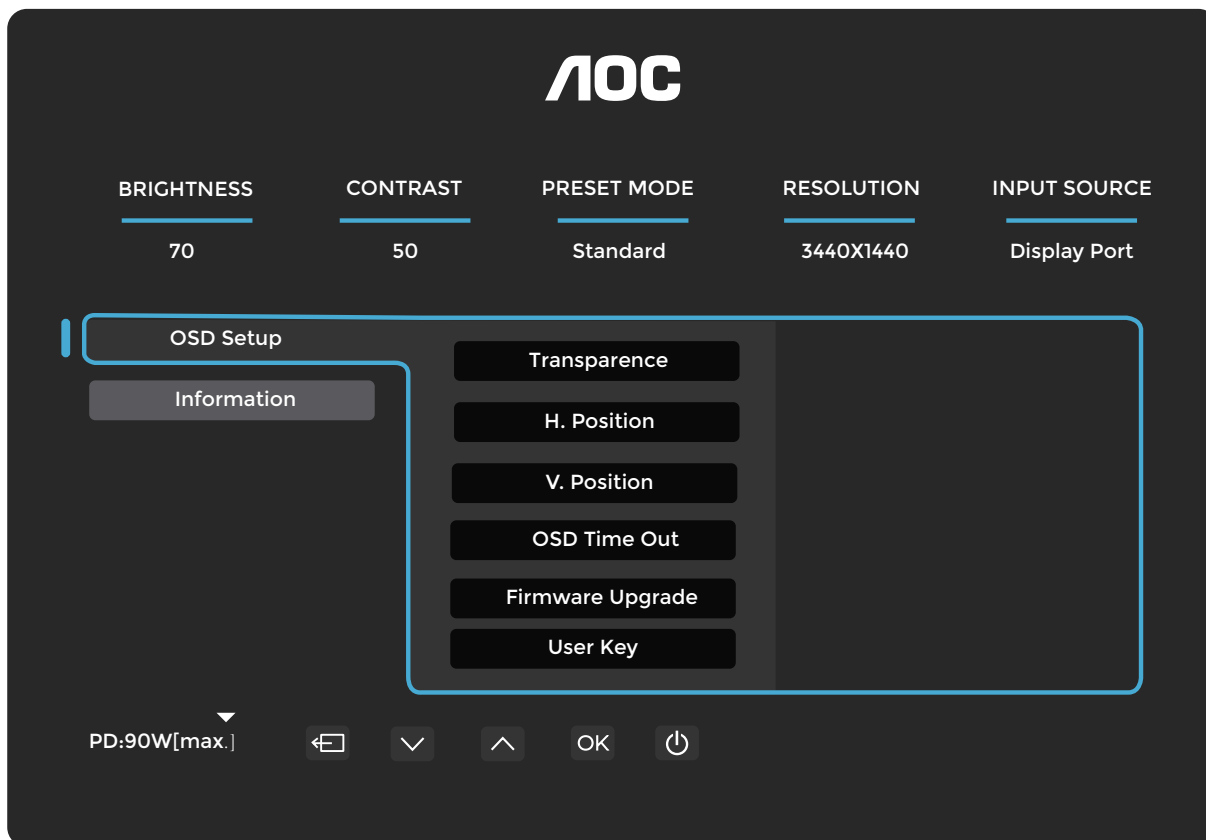 AOC
BRIGHTNESS CONTRAST PRESET MODE RESOLUTION INPUT SOURCE
70 50 Standard 3440X1440 Display Port
OSD Setup
Transparence
Information
H. Position
V. Position
OSD Time Out
Firmware Upgrade
User Key
PD:90W[max.] OK